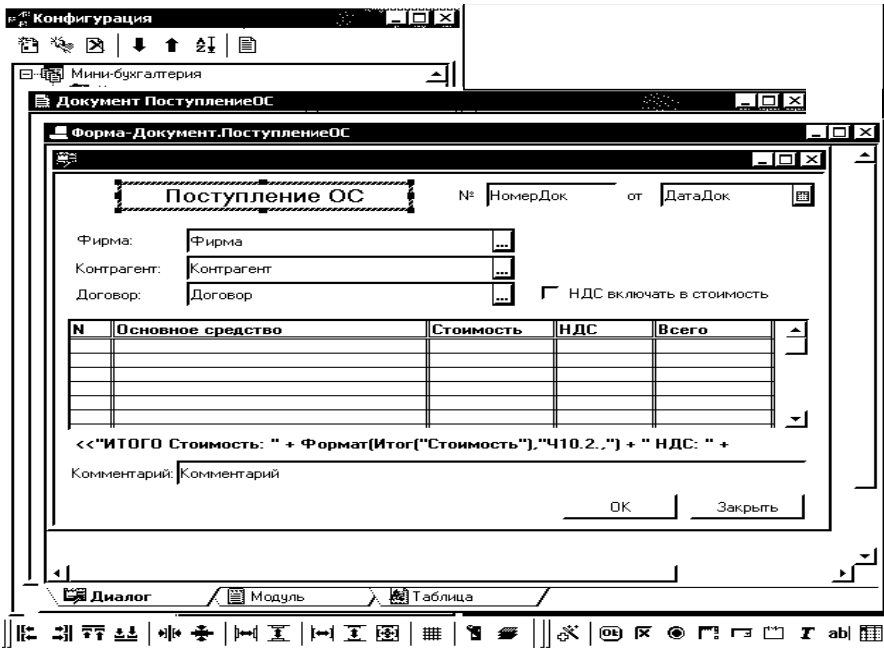 Конфигурация
Мини-бухгалтерия
Документ ПоступлениеОС
Форма-Документ.ПоступлениеОС
Поступление ОС № НомерДок от ДатаДок
Фирма: Фирма ...
Контрагент: Контрагент ...
Договор: Договор ... НДС включать в стоимость
N Основное средство Стоимость НДС Всего
<<"ИТОГО Стоимость: " + Формат(Итог("Стоимость"),"Ч10.2.,") + " НДС: " +
Комментарий: Комментарий
OK Закрыть
Диалог Модуль Таблица
OK T ab